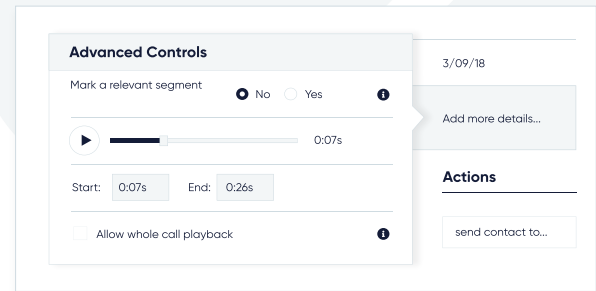 Advanced Controls
Mark a relevant segment
No
Yes
0:07s
Start: 0:07s End: 0:26s
Allow whole call playback
3/09/18
Add more details...
Actions
send contact to...